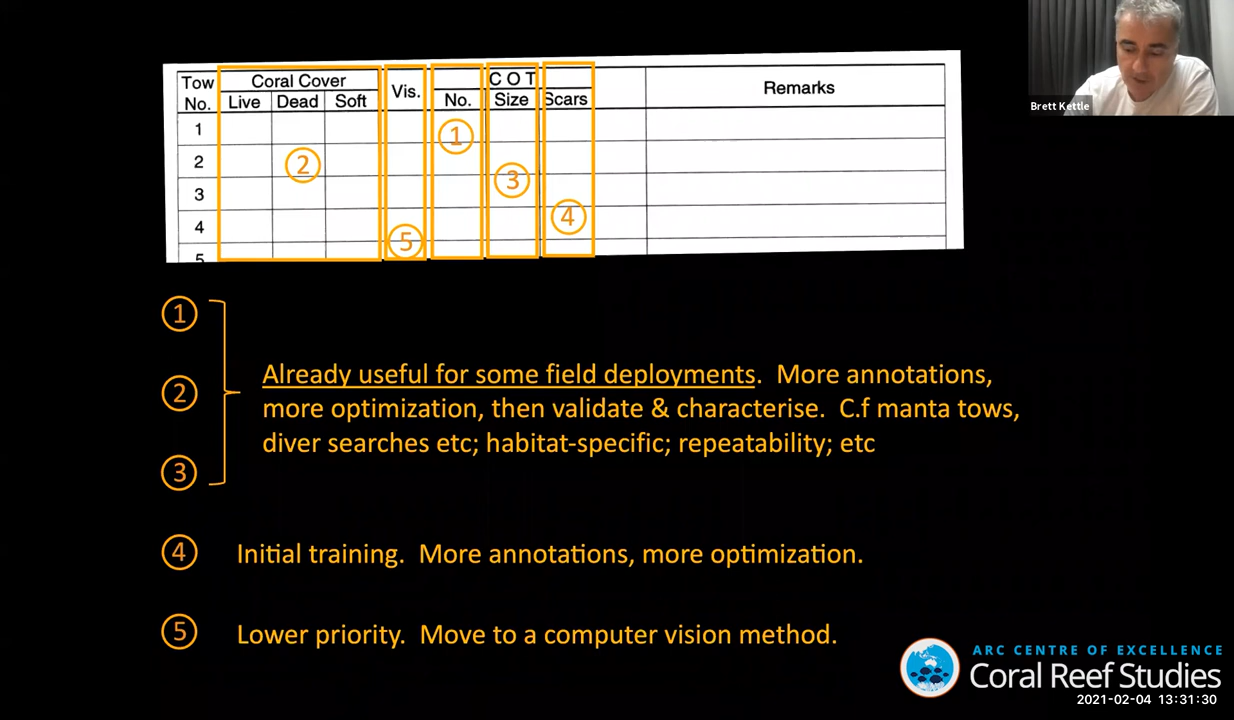 Tow No. Coral Cover Vis. C O T Remarks
Live Dead Soft No. Size Scars
1
2
3
4
5
1
2
3
4
5
Brett Kettle
1
2
3
Already useful for some field deployments. More annotations,
more optimization, then validate & characterise. C.f manta tows,
diver searches etc; habitat-specific; repeatability; etc
4 Initial training. More annotations, more optimization.
5 Lower priority. Move to a computer vision method.
ARC CENTRE OF EXCELLENCE
Coral Reef Studies
2021-02-04 13:31:30